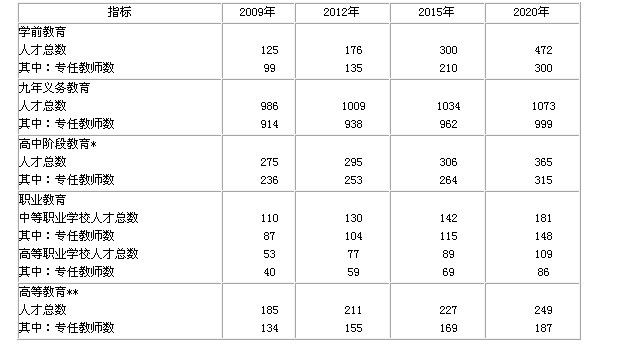 指标 2009年 2012年 2015年 2020年
学前教育
人才总数 125 176 300 472
其中：专任教师数 99 135 210 300
九年义务教育
人才总数 986 1009 1034 1073
其中：专任教师数 914 938 962 999
高中阶段教育*
人才总数 275 295 306 365
其中：专任教师数 236 253 264 315
职业教育
中等职业学校人才总数 110 130 142 181
其中：专任教师数 87 104 115 148
高等职业学校人才总数 53 77 89 109
其中：专任教师数 40 59 69 86
高等教育**
人才总数 185 211 227 249
其中：专任教师数 134 155 169 187